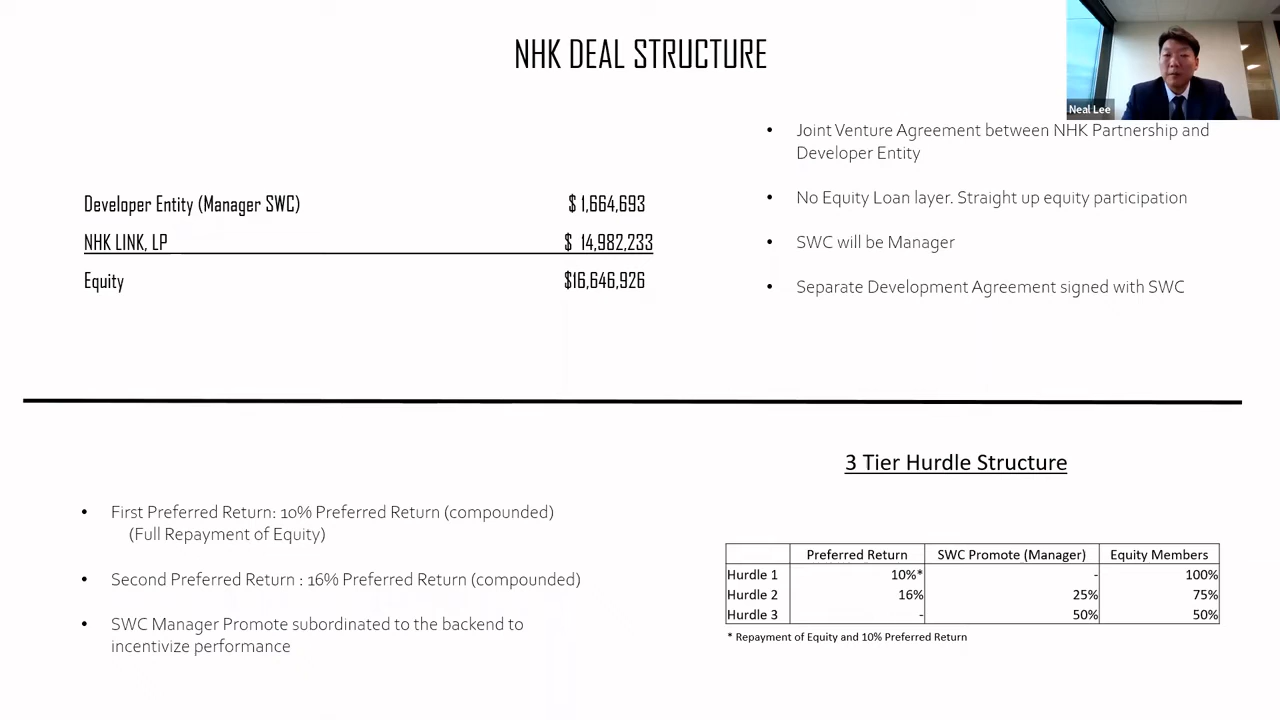 NHK DEAL STRUCTURE
Neal Lee
Developer Entity (Manager SWC) $ 1,664,693
NHK LINK, LP $ 14,982,233
Equity $16,646,926
• Joint Venture Agreement between NHK Partnership and
Developer Entity
• No Equity Loan layer. Straight up equity participation
• SWC will be Manager
• Separate Development Agreement signed with SWC
• First Preferred Return: 10% Preferred Return (compounded)
(Full Repayment of Equity)
• Second Preferred Return : 16% Preferred Return (compounded)
• SWC Manager Promote subordinated to the backend to
incentivize performance
3 Tier Hurdle Structure
Preferred Return SWC Promote (Manager) Equity Members
Hurdle 1 10%* - 100%
Hurdle 2 16% 25% 75%
Hurdle 3 - 50% 50%
* Repayment of Equity and 10% Preferred Return